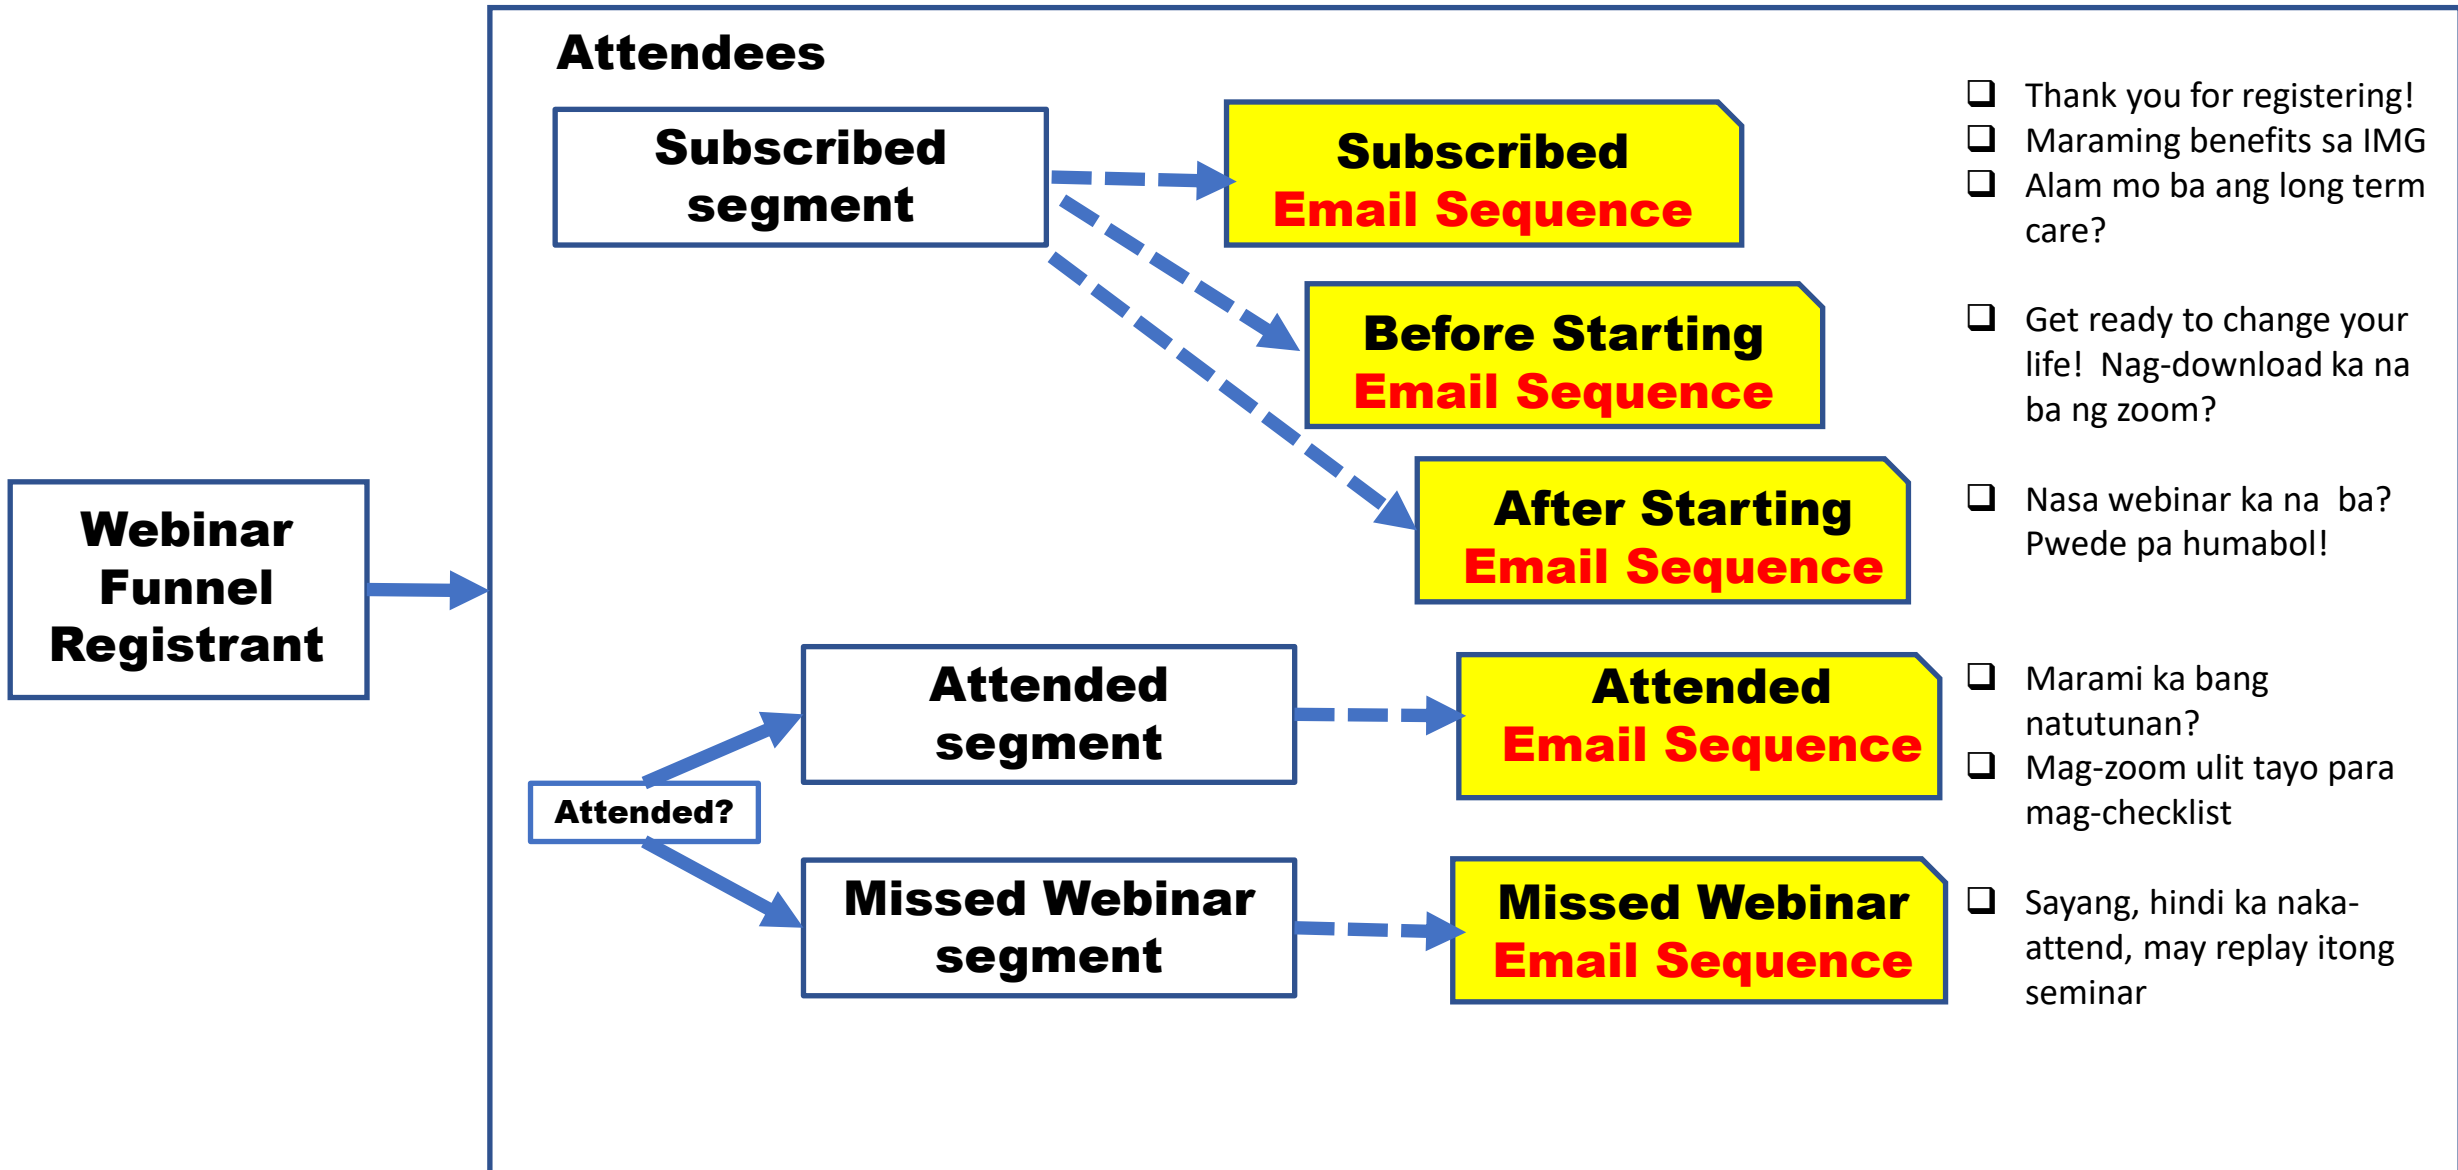 Attendees
Subscribed
segment
Subscribed
Email Sequence
❑ Thank you for registering!
❑ Maraming benefits sa IMG
❑ Alam mo ba ang long term
care?
Before Starting
Email Sequence
❑ Get ready to change your
life!  Nag-download ka na
ba ng zoom?
Webinar
Funnel
Registrant
After Starting
Email Sequence
❑ Nasa webinar ka na  ba?
Pwede pa humabol!
Attended?
Attended
segment
Attended
Email Sequence
❑ Marami ka bang
natutunan?
❑ Mag-zoom ulit tayo para
mag-checklist
Missed Webinar
segment
Missed Webinar
Email Sequence
❑ Sayang, hindi ka naka-
attend, may replay itong
seminar